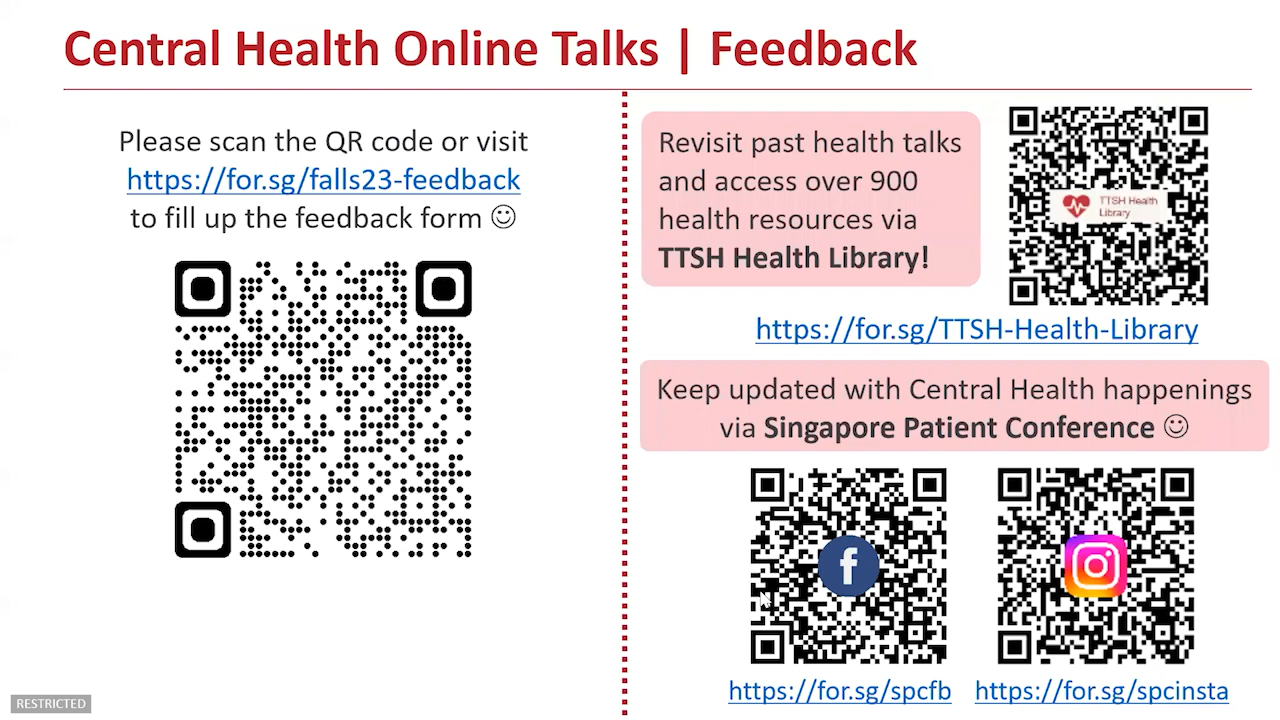 Central Health Online Talks | Feedback
Please scan the QR code or visit
https://for.sg/falls23-feedback
to fill up the feedback form ☺
Revisit past health talks
and access over 900
health resources via
TTSH Health Library!
TTSH Health
Library
https://for.sg/TTSH-Health-Library
Keep updated with Central Health happenings
via Singapore Patient Conference ☺
f
https://for.sg/spcfb
https://for.sg/spcinsta
RESTRICTED